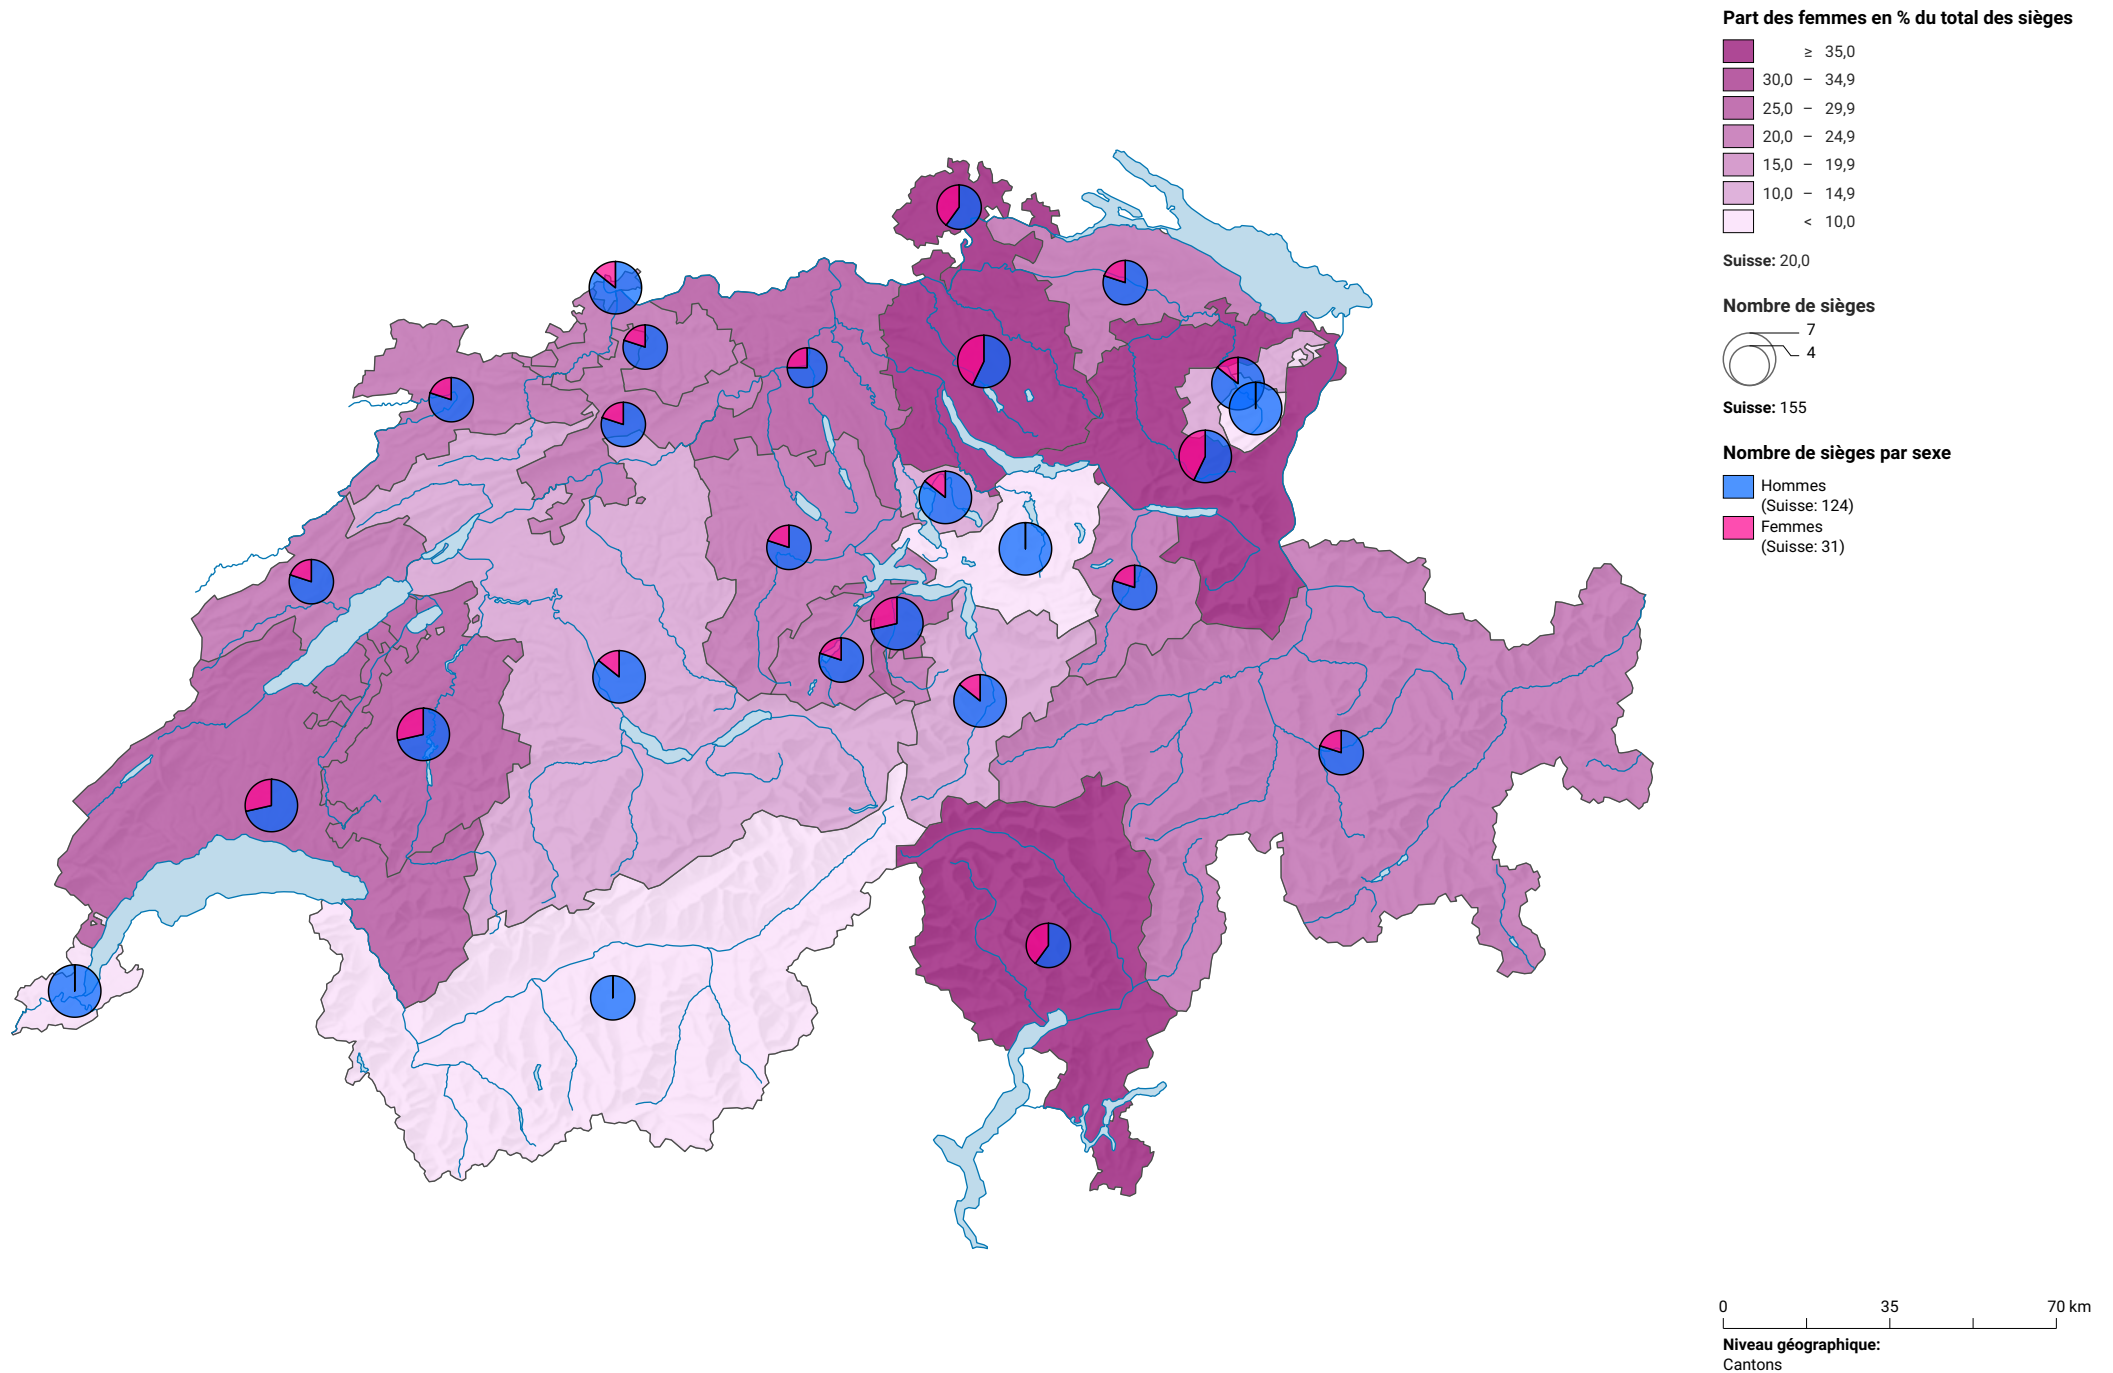 Part des femmes en % du total des sièges
≥ 35,0
30,0 – 34,9
25,0 – 29,9
20,0 – 24,9
15,0 – 19,9
10,0 – 14,9
< 10,0
Suisse: 20,0
Nombre de sièges
7
4
Suisse: 155
Nombre de sièges par sexe
Hommes
(Suisse: 124)
Femmes
(Suisse: 31)
0 35 70 km
Niveau géographique:
Cantons